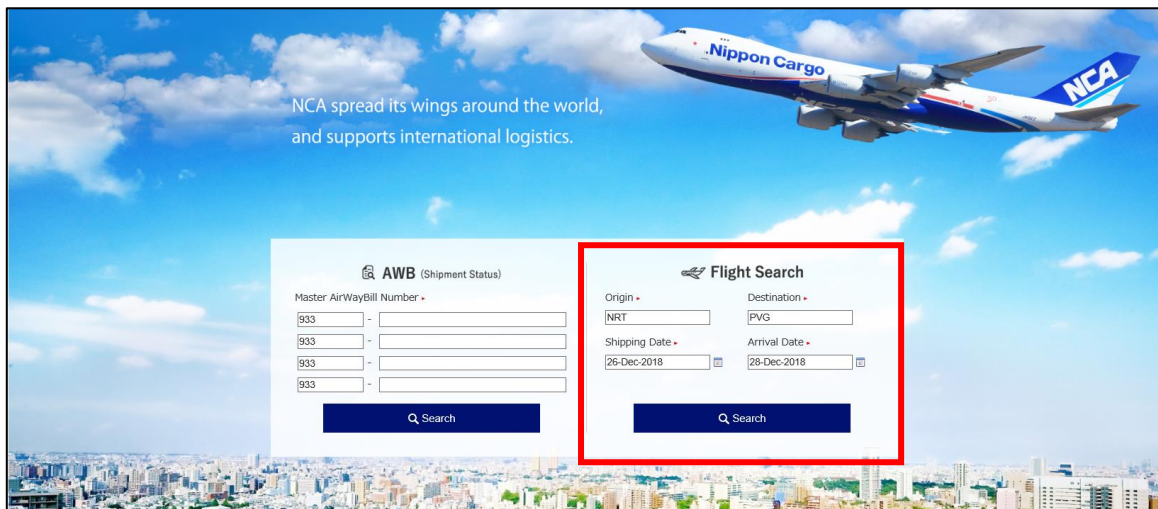 Nippon Cargo
NCA
NCA spread its wings around the world,
and supports international logistics.
AWB (Shipment Status)
Master AirWayBill Number
933 -
933 -
933 -
933 -
Search
Flight Search
Origin
Destination
NRT
PVG
Shipping Date
Arrival Date
26-Dec-2018
28-Dec-2018
Search